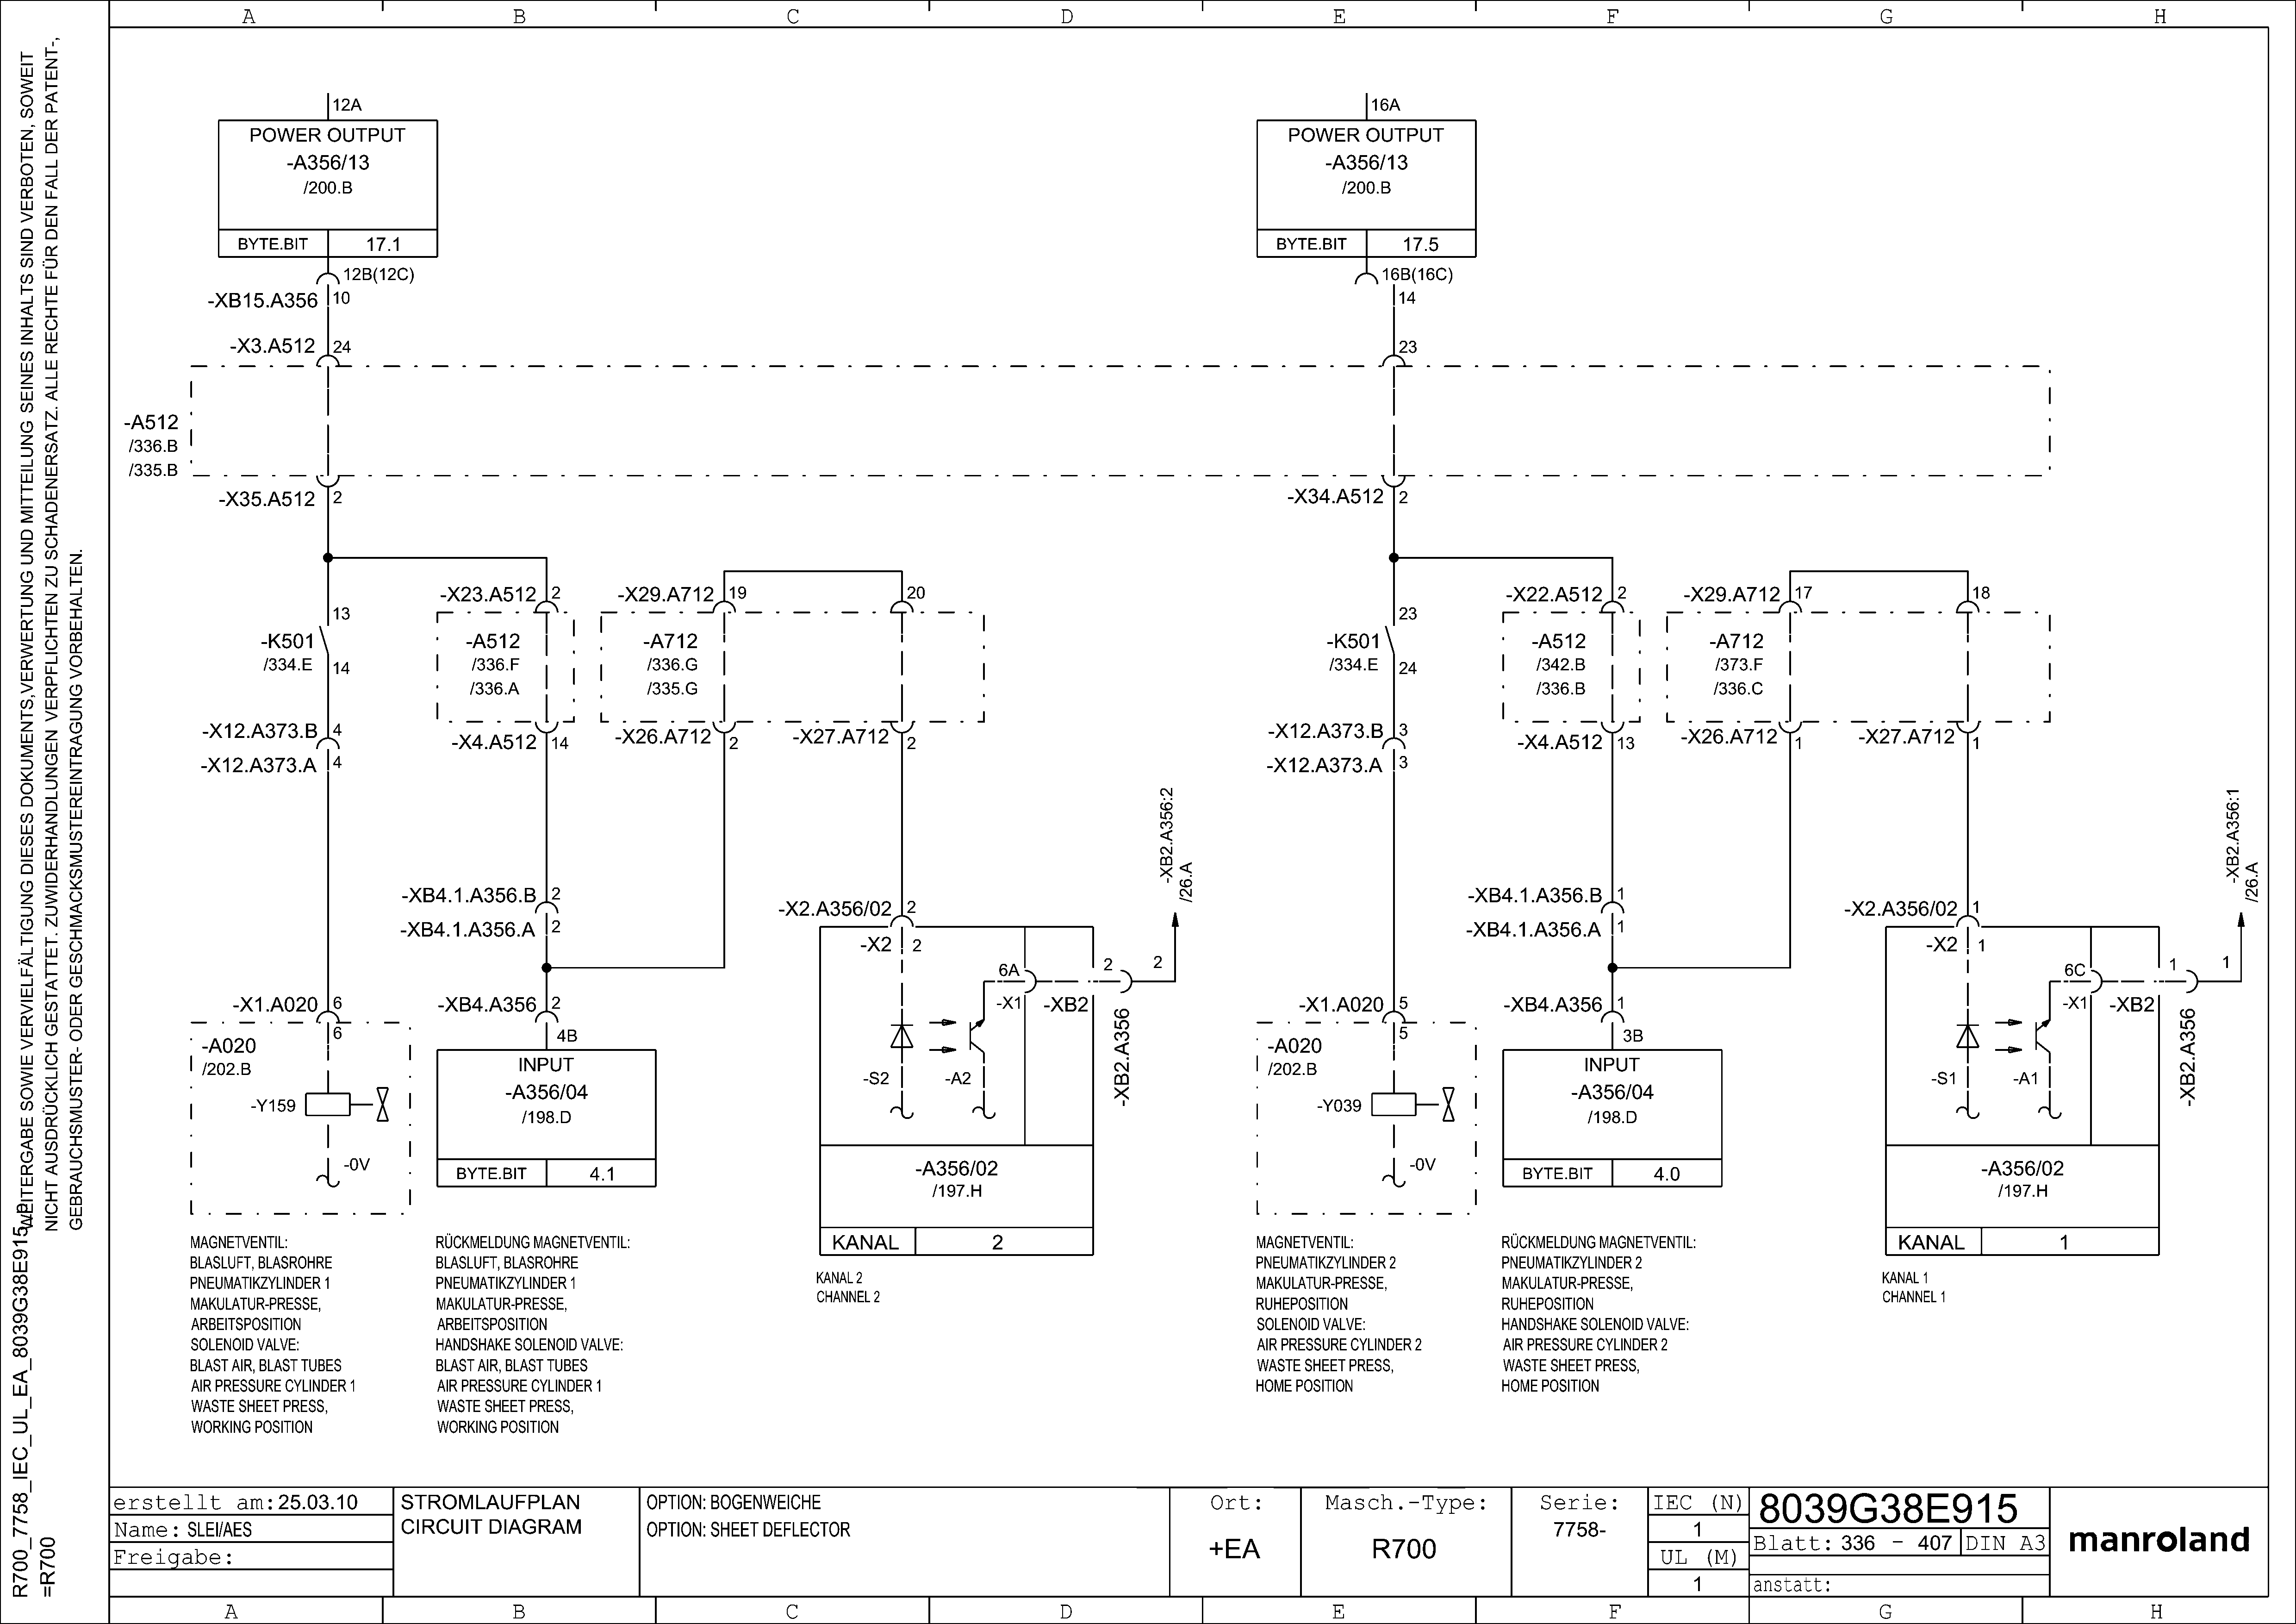 A B C D E F G H
WEITERGABE SOWIE VERVIELFÄLTIGUNG DIESES DOKUMENTS,VERWERTUNG UND MITTEILUNG SEINES INHALTS SIND VERBOTEN, SOWEIT
NICHT AUSDRÜCKLICH GESTATTET. ZUWIDERHANDLUNGEN VERPFLICHTEN ZU SCHADENERSATZ. ALLE RECHTE FÜR DEN FALL DER PATENT-,
GEBRAUCHSMUSTER- ODER GESCHMACKSMUSTEREINTRAGUNG VORBEHALTEN.
12A
POWER OUTPUT
-A356/13
/200.B
BYTE.BIT 17.1
12B(12C)
-XB15.A356 10
-X3.A512 24
16A
POWER OUTPUT
-A356/13
/200.B
BYTE.BIT 17.5
16B(16C)
14
23
-A512
/336.B
/335.B
-X35.A512 2
13
-K501
/334.E
14
-X12.A373.B 4
-X12.A373.A 4
-X1.A020 6
6
-A020
/202.B
-Y159
-0V
-X23.A512 2
-A512
/336.F
/336.A
-X4.A512 14
-XB4.1.A356.B 2
-XB4.1.A356.A 2
-XB4.A356 2
4B
INPUT
-A356/04
/198.D
BYTE.BIT 4.1
-X29.A712 19 20
-A712
/336.G
/335.G
-X26.A712 2
-X27.A712 2
-X2.A356/02 2
-X2 2
6A
-X1 -XB2
2 2
-XB2.A356
-XB2.A356:2
/26.A
-S2 -A2
-A356/02
/197.H
KANAL 2
KANAL 2
CHANNEL 2
-X34.A512 2
23
-K501
/334.E
24
-X12.A373.B 3
-X12.A373.A 3
-X1.A020 5
5
-A020
/202.B
-Y039
-0V
-X22.A512 2
-A512
/342.B
/336.B
-X4.A512 13
-XB4.1.A356.B 1
-XB4.1.A356.A 1
-XB4.A356 1
3B
INPUT
-A356/04
/198.D
BYTE.BIT 4.0
-X29.A712 17 18
-A712
/373.F
/336.C
-X26.A712 1
-X27.A712 1
-X2.A356/02 1
-X2 1
6C
-X1 -XB2
1 1
-XB2.A356
-XB2.A356:1
/26.A
-S1 -A1
-A356/02
/197.H
KANAL 1
KANAL 1
CHANNEL 1
MAGNETVENTIL:
BLASLUFT, BLASROHRE
PNEUMATIKZYLINDER 1
MAKULATUR-PRESSE,
ARBEITSPOSITION
SOLENOID VALVE:
BLAST AIR, BLAST TUBES
AIR PRESSURE CYLINDER 1
WASTE SHEET PRESS,
WORKING POSITION
RÜCKMELDUNG MAGNETVENTIL:
BLASLUFT, BLASROHRE
PNEUMATIKZYLINDER 1
MAKULATUR-PRESSE,
ARBEITSPOSITION
HANDSHAKE SOLENOID VALVE:
BLAST AIR, BLAST TUBES
AIR PRESSURE CYLINDER 1
WASTE SHEET PRESS,
WORKING POSITION
MAGNETVENTIL:
PNEUMATIKZYLINDER 2
MAKULATUR-PRESSE,
RUHEPOSITION
SOLENOID VALVE:
AIR PRESSURE CYLINDER 2
WASTE SHEET PRESS,
HOME POSITION
RÜCKMELDUNG MAGNETVENTIL:
PNEUMATIKZYLINDER 2
MAKULATUR-PRESSE,
RUHEPOSITION
HANDSHAKE SOLENOID VALVE:
AIR PRESSURE CYLINDER 2
WASTE SHEET PRESS,
HOME POSITION
=R700
erstellt am: 25.03.10
Name: SLEI/AES
Freigabe:
STROMLAUFPLAN
CIRCUIT DIAGRAM
OPTION: BOGENWEICHE
OPTION: SHEET DEFLECTOR
Ort:
+EA
Masch.-Type:
R700
Serie:
7758-
IEC (N)
1
UL (M)
1
8039G38E915
Blatt: 336 - 407 DIN A3
anstatt:
manroland
A B C D E F G H